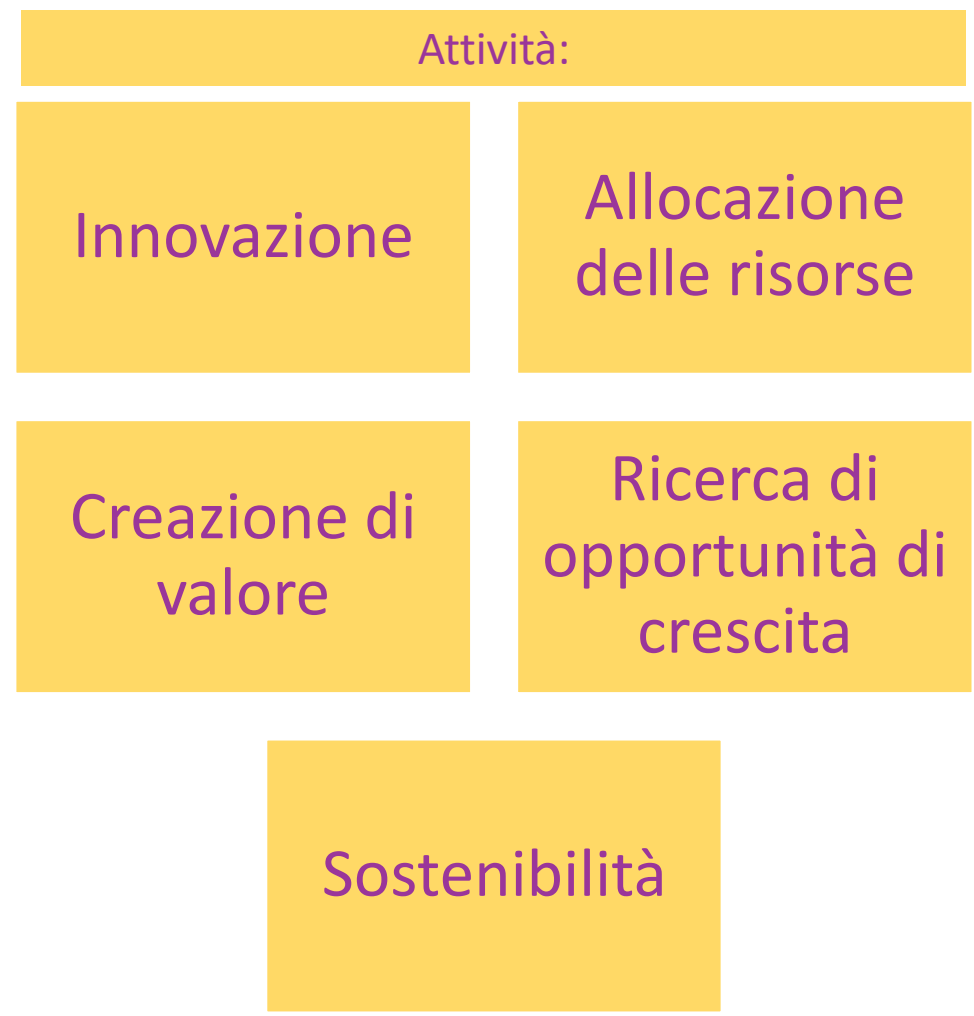 Attività:
Innovazione
Allocazione
delle risorse
Creazione di
valore
Ricerca di
opportunità di
crescita
Sostenibilità